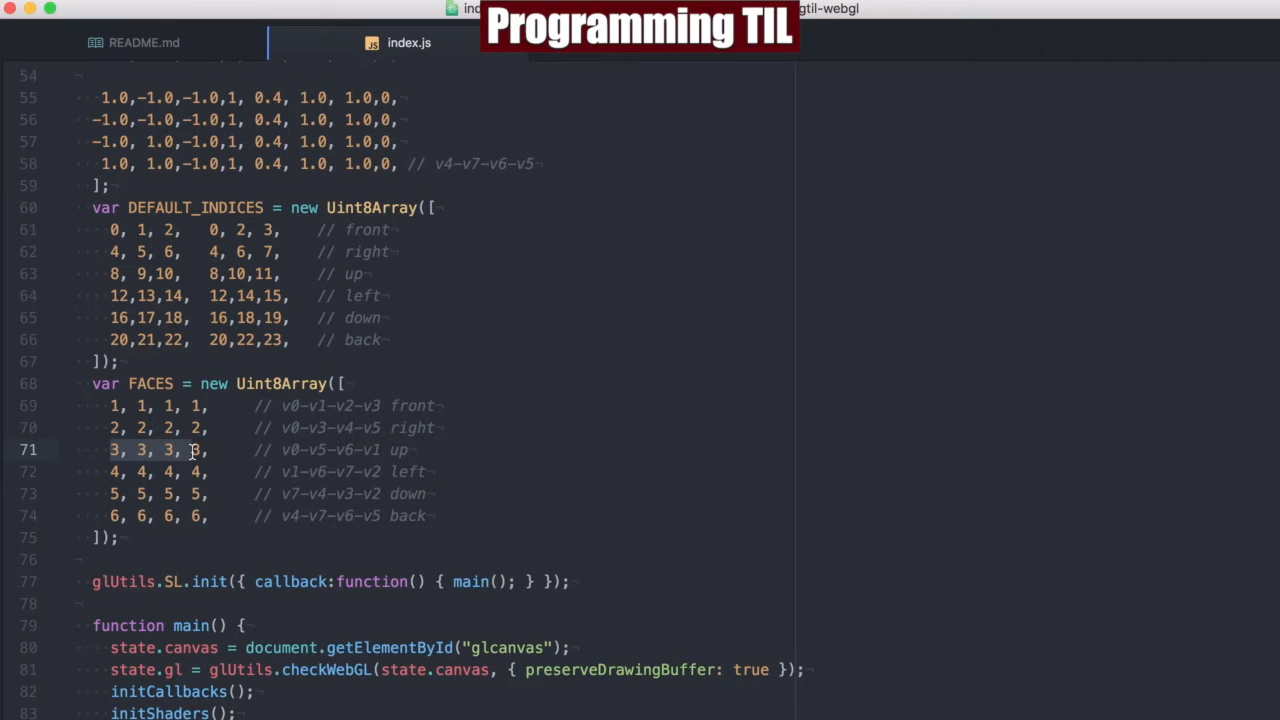 Programming TIL
gtil-webgl
README.md
index.js
54
55 1.0,-1.0,-1.0,1, 0.4, 1.0, 1.0,0,
56 -1.0,-1.0,-1.0,1, 0.4, 1.0, 1.0,0,
57 -1.0, 1.0,-1.0,1, 0.4, 1.0, 1.0,0,
58 1.0, 1.0,-1.0,1, 0.4, 1.0, 1.0,0, // v4-v7-v6-v5
59 ];
60 var DEFAULT_INDICES = new Uint8Array([
61 0, 1, 2, 0, 2, 3, // front
62 4, 5, 6, 4, 6, 7, // right
63 8, 9,10, 8,10,11, // up
64 12,13,14, 12,14,15, // left
65 16,17,18, 16,18,19, // down
66 20,21,22, 20,22,23, // back
67 ]);
68 var FACES = new Uint8Array([
69 1, 1, 1, 1, // v0-v1-v2-v3 front
70 2, 2, 2, 2, // v0-v3-v4-v5 right
71 3, 3, 3, 3, // v0-v5-v6-v1 up
72 4, 4, 4, 4, // v1-v6-v7-v2 left
73 5, 5, 5, 5, // v7-v4-v3-v2 down
74 6, 6, 6, 6, // v4-v7-v6-v5 back
75 ]);
76
77 glUtils.SL.init({ callback:function() { main(); } });
78
79 function main() {
80 state.canvas = document.getElementById("glcanvas");
81 state.gl = glUtils.checkWebGL(state.canvas, { preserveDrawingBuffer: true });
82 initCallbacks();
83 initShaders();